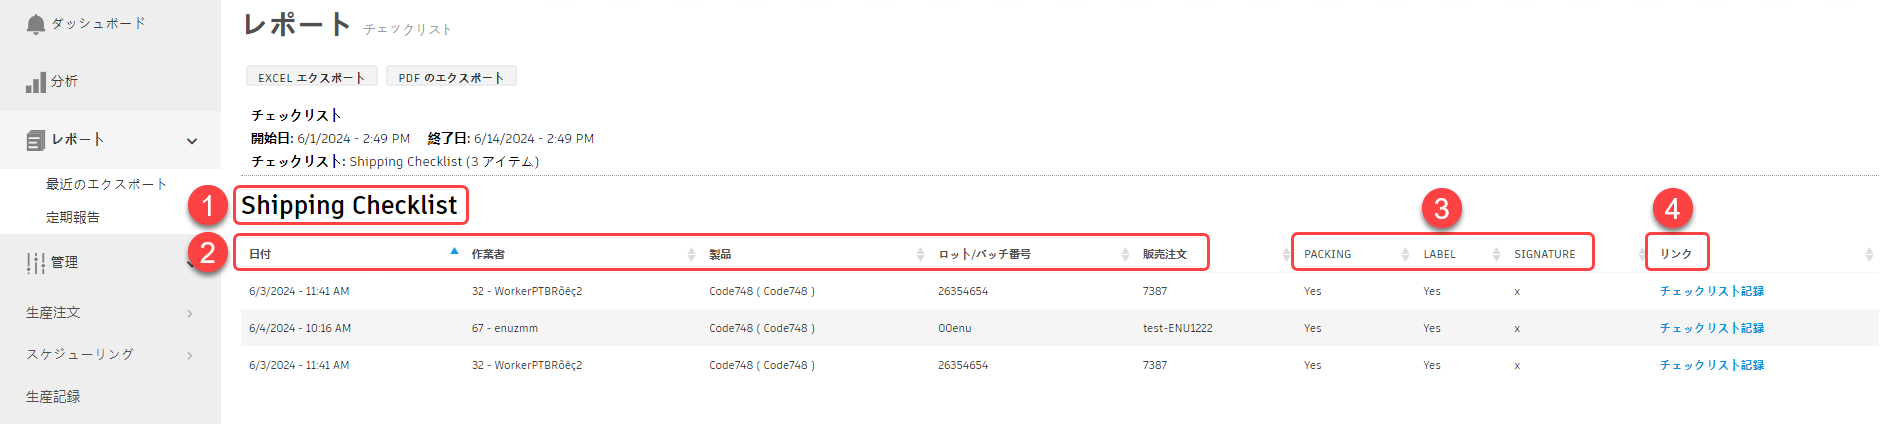 ダッシュボード
分析
レポート
最近のエクスポート
定期報告
管理
生産注文
スケジューリング
生産記録
レポート チェックリスト
EXCEL エクスポート PDF のエクスポート
チェックリスト
開始日: 6/1/2024 - 2:49 PM 終了日: 6/14/2024 - 2:49 PM
チェックリスト: Shipping Checklist (3 アイテム)
1 Shipping Checklist 3 4
2 日付 作業者 製品 ロット/バッチ番号 販売注文 PACKING LABEL SIGNATURE リンク
6/3/2024 - 11:41 AM 32 - WorkerPTBRõêç2 Code748 ( Code748 ) 26354654 7387 Yes Yes x チェックリスト記録
6/4/2024 - 10:16 AM 67 - enuzmm Code748 ( Code748 ) 00enu test-ENU1222 Yes Yes x チェックリスト記録
6/3/2024 - 11:41 AM 32 - WorkerPTBRõêç2 Code748 ( Code748 ) 26354654 7387 Yes Yes x チェックリスト記録